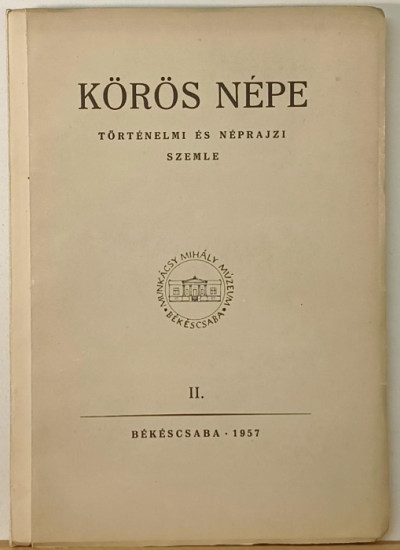 KÖRÖS NÉPE
TÖRTÉNELMI ÉS NÉPRAJZI
SZEMLE
MUNKÁCSY MIHÁLY MÚZEUM
• BÉKÉSCSABA •
II.
BÉKÉSCSABA · 1957